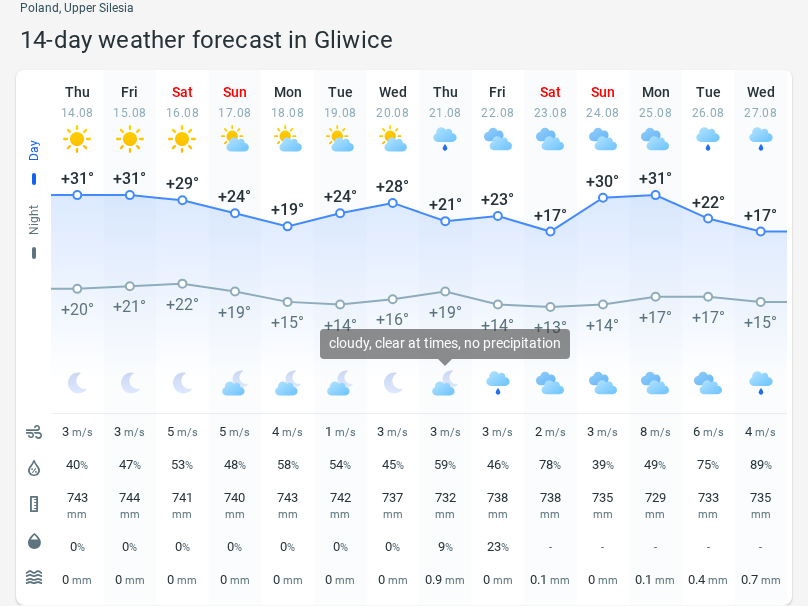 Poland, Upper Silesia
14-day weather forecast in Gliwice
Thu Fri Sat Sun Mon Tue Wed Thu Fri Sat Sun Mon Tue Wed
14.08 15.08 16.08 17.08 18.08 19.08 20.08 21.08 22.08 23.08 24.08 25.08 26.08 27.08
Day
+31° +31° +29° +24° +19° +24° +28° +21° +23° +17° +30° +31° +22° +17°
Night
+20° +21° +22° +19° +15° +14° +16° +19° +14° +13° +14° +17° +17° +15°
cloudy, clear at times, no precipitation
3 m/s 3 m/s 5 m/s 5 m/s 4 m/s 1 m/s 3 m/s 3 m/s 3 m/s 2 m/s 3 m/s 8 m/s 6 m/s 4 m/s
40% 47% 53% 48% 58% 54% 45% 59% 46% 78% 39% 49% 75% 89%
743 744 741 740 743 742 737 732 738 738 735 729 733 735
mm mm mm mm mm mm mm mm mm mm mm mm mm mm
0% 0% 0% 0% 0% 0% 0% 9% 23% - - - - -
0 mm 0 mm 0 mm 0 mm 0 mm 0 mm 0 mm 0.9 mm 0 mm 0.1 mm 0 mm 0.1 mm 0.4 mm 0.7 mm